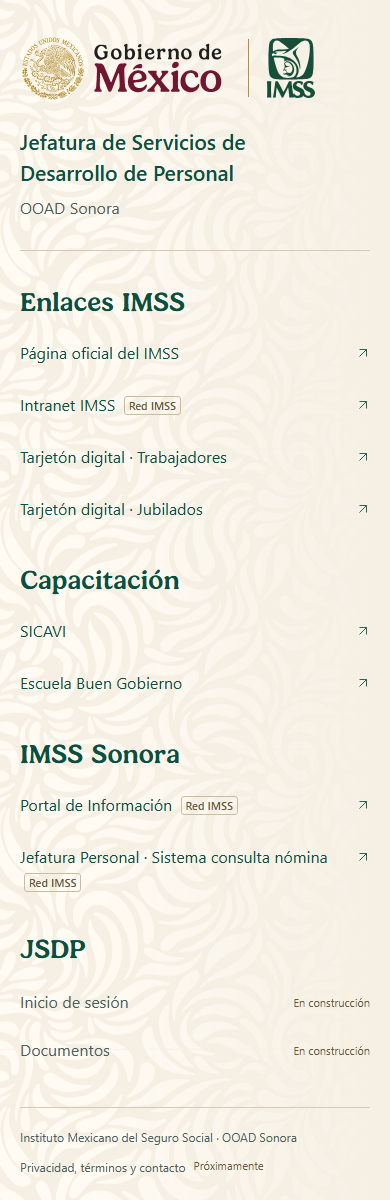 ESTADOS UNIDOS MEXICANOS
Gobierno de
México
IMSS
Jefatura de Servicios de
Desarrollo de Personal
OOAD Sonora
Enlaces IMSS
Página oficial del IMSS
Intranet IMSS Red IMSS
Tarjetón digital · Trabajadores
Tarjetón digital · Jubilados
Capacitación
SICAVI
Escuela Buen Gobierno
IMSS Sonora
Portal de Información Red IMSS
Jefatura Personal · Sistema consulta nómina
Red IMSS
JSDP
Inicio de sesión En construcción
Documentos En construcción
Instituto Mexicano del Seguro Social · OOAD Sonora
Privacidad, términos y contacto Próximamente